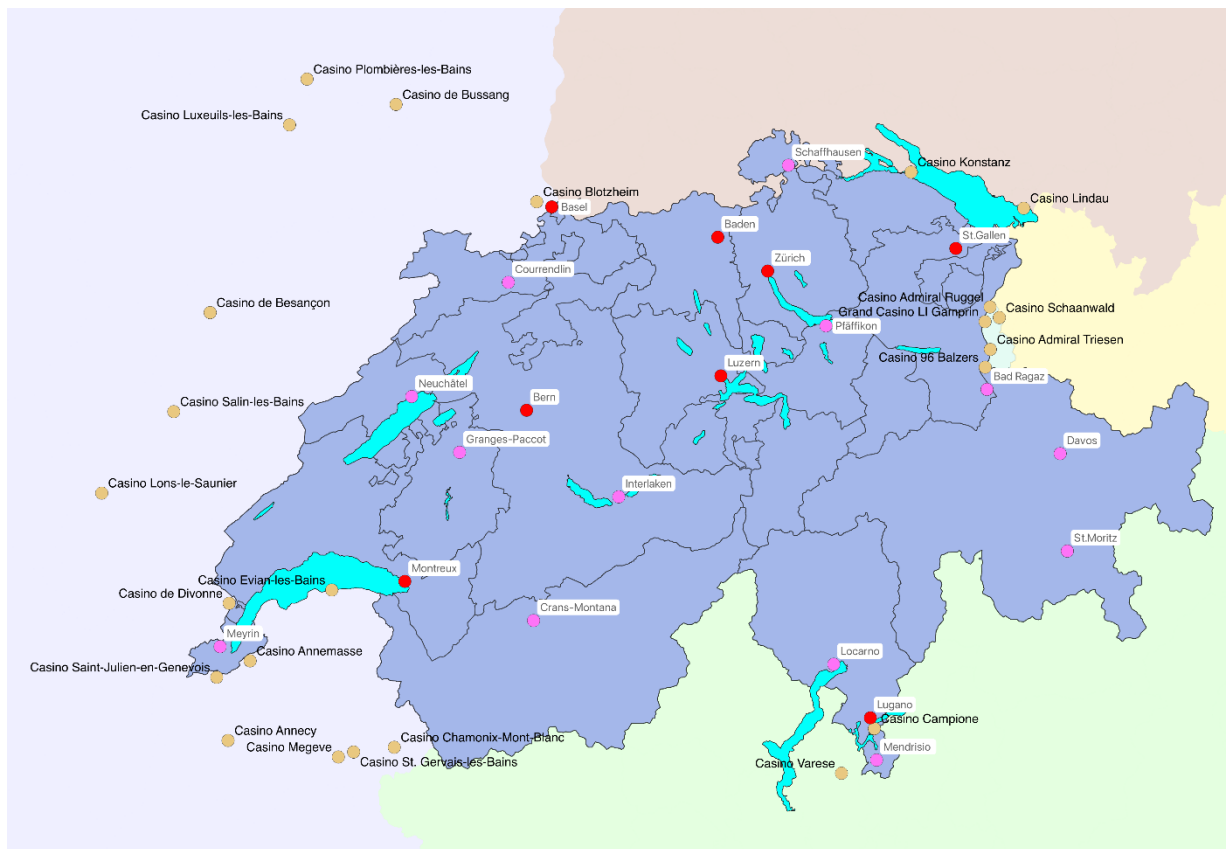 Casino Plombières-les-Bains
Casino de Bussang
Casino Luxeuils-les-Bains
Schaffhausen
Casino Konstanz
Casino Blotzheim
Casino Lindau
Basel
Baden
St.Gallen
Zürich
Courrendlin
Casino de Besançon
Casino Admiral Ruggel
Grand Casino LI Gamprin
Casino Schaanwald
Pfäffikon
Casino Admiral Triesen
Casino 96 Balzers
Luzern
Bad Ragaz
Neuchâtel
Bern
Casino Salin-les-Bains
Granges-Paccot
Davos
Casino Lons-le-Saunier
Interlaken
St.Moritz
Montreux
Casino Evian-les-Bains
Casino de Divonne
Crans-Montana
Meyrin
Casino Annemasse
Locarno
Casino Saint-Julien-en-Genevois
Lugano
Casino Campione
Casino Annecy
Casino Chamonix-Mont-Blanc
Casino Megeve
Mendrisio
Casino St. Gervais-les-Bains
Casino Varese